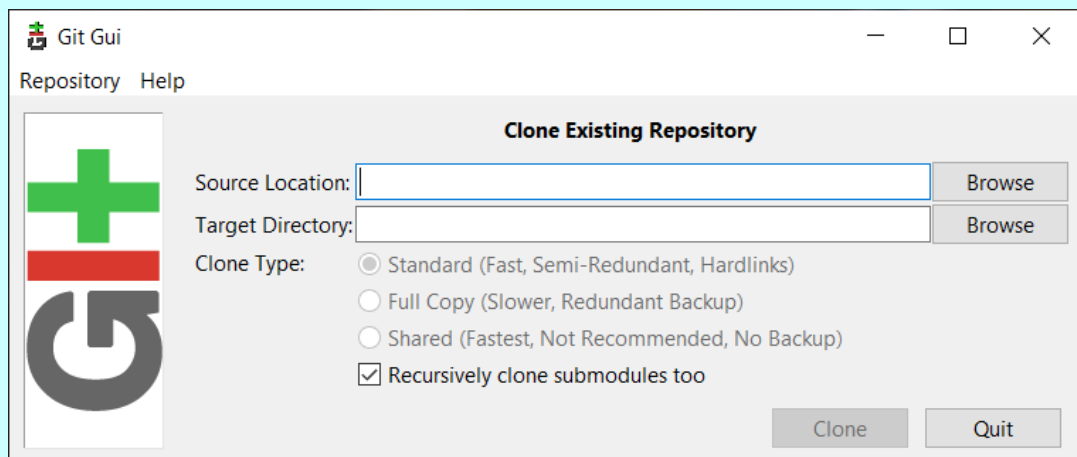 Git Gui
Repository Help
GIt
Clone Existing Repository
Source Location: Browse
Target Directory: Browse
Clone Type: Standard (Fast, Semi-Redundant, Hardlinks)
Full Copy (Slower, Redundant Backup)
Shared (Fastest, Not Recommended, No Backup)
Recursively clone submodules too
Clone Quit